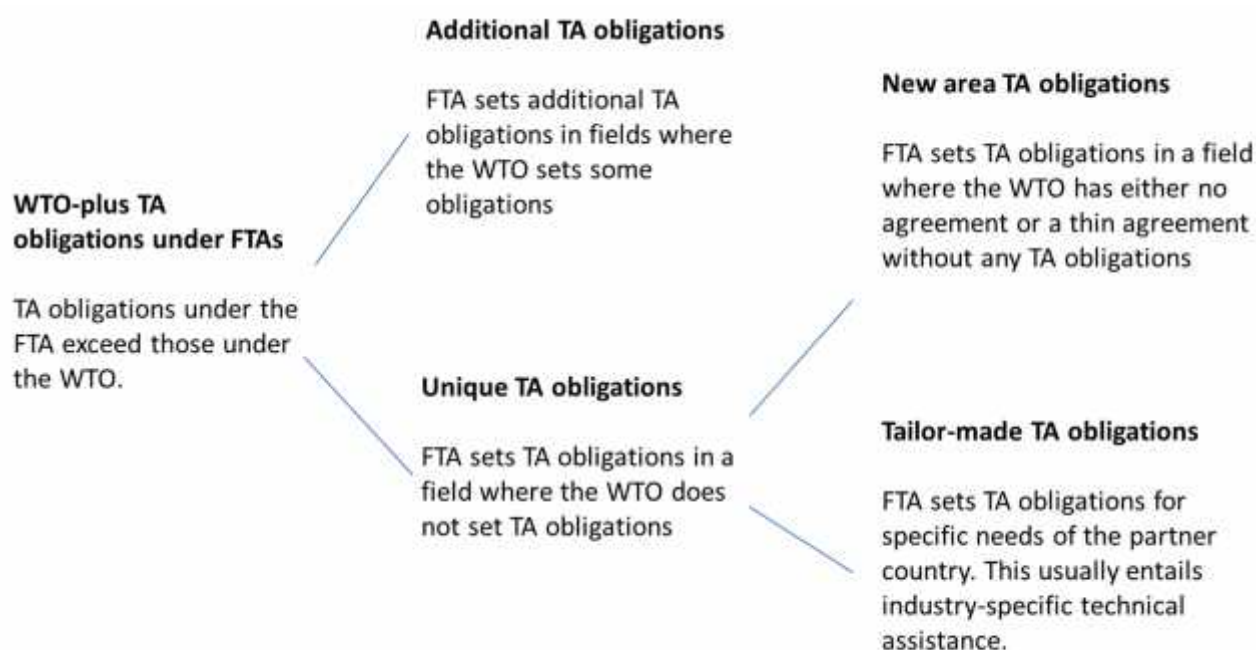 WTO-plus TA
obligations under FTAs
TA obligations under the
FTA exceed those under
the WTO.
Additional TA obligations
FTA sets additional TA
obligations in fields where
the WTO sets some
obligations
Unique TA obligations
FTA sets TA obligations in a
field where the WTO does
not set TA obligations
New area TA obligations
FTA sets TA obligations in a field
where the WTO has either no
agreement or a thin agreement
without any TA obligations
Tailor-made TA obligations
FTA sets TA obligations for
specific needs of the partner
country. This usually entails
industry-specific technical
assistance.